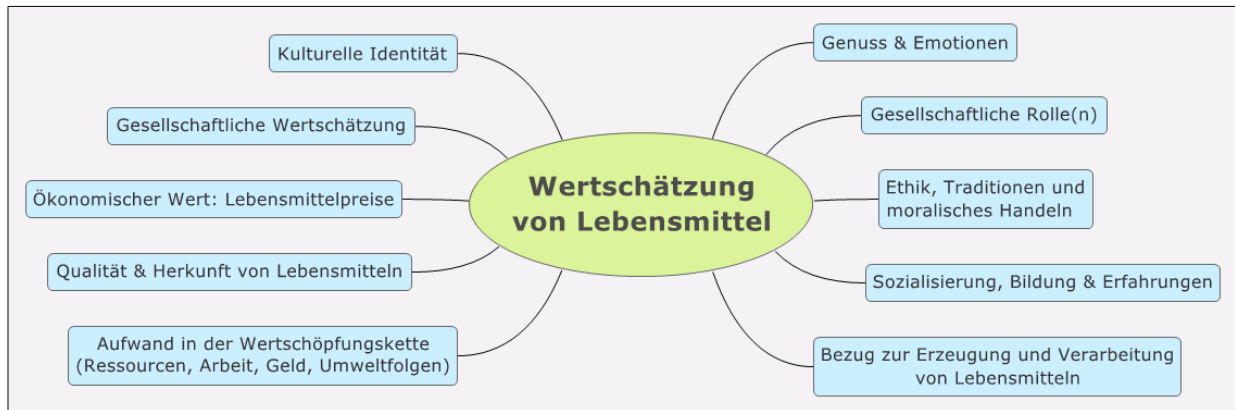 Kulturelle Identität
Gesellschaftliche Wertschätzung
Ökonomischer Wert: Lebensmittelpreise
Qualität & Herkunft von Lebensmitteln
Aufwand in der Wertschöpfungskette
(Ressourcen, Arbeit, Geld, Umweltfolgen)
Wertschätzung
von Lebensmittel
Genuss & Emotionen
Gesellschaftliche Rolle(n)
Ethik, Traditionen und
moralisches Handeln
Sozialisierung, Bildung & Erfahrungen
Bezug zur Erzeugung und Verarbeitung
von Lebensmitteln